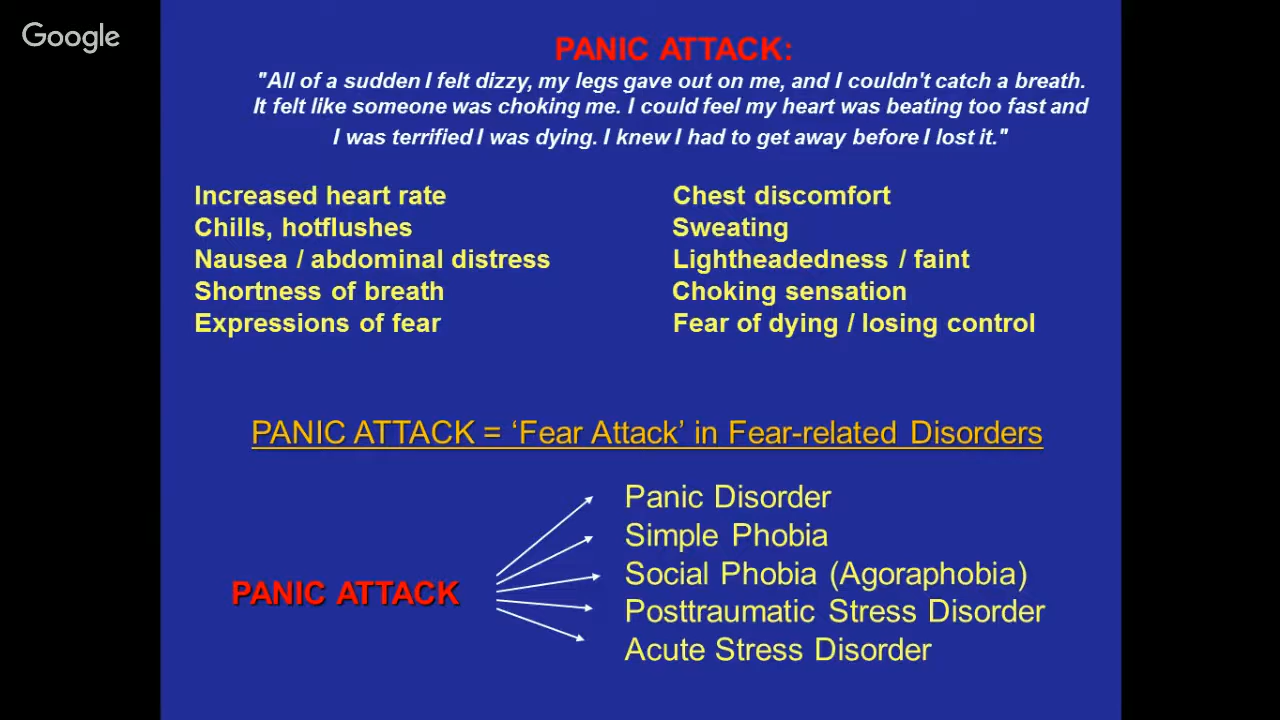 Google
PANIC ATTACK:
"All of a sudden I felt dizzy, my legs gave out on me, and I couldn't catch a breath.
It felt like someone was choking me. I could feel my heart was beating too fast and
I was terrified I was dying. I knew I had to get away before I lost it."
Increased heart rate
Chills, hotflushes
Nausea / abdominal distress
Shortness of breath
Expressions of fear
Chest discomfort
Sweating
Lightheadedness / faint
Choking sensation
Fear of dying / losing control
PANIC ATTACK = ‘Fear Attack’ in Fear-related Disorders
PANIC ATTACK
Panic Disorder
Simple Phobia
Social Phobia (Agoraphobia)
Posttraumatic Stress Disorder
Acute Stress Disorder